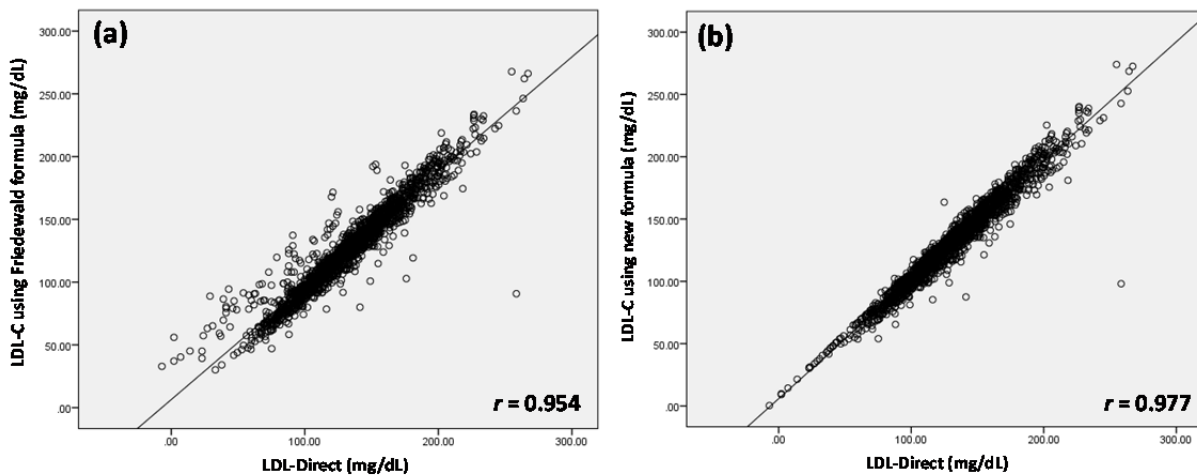 (a)
LDL-C using Friedewald formula (mg/dL)
300.00
250.00
200.00
150.00
100.00
50.00
.00
r = 0.954
.00
100.00
200.00
300.00
LDL-Direct (mg/dL)
(b)
LDL-C using new formula (mg/dL)
300.00
250.00
200.00
150.00
100.00
50.00
.00
r = 0.977
.00
100.00
200.00
300.00
LDL-Direct (mg/dL)